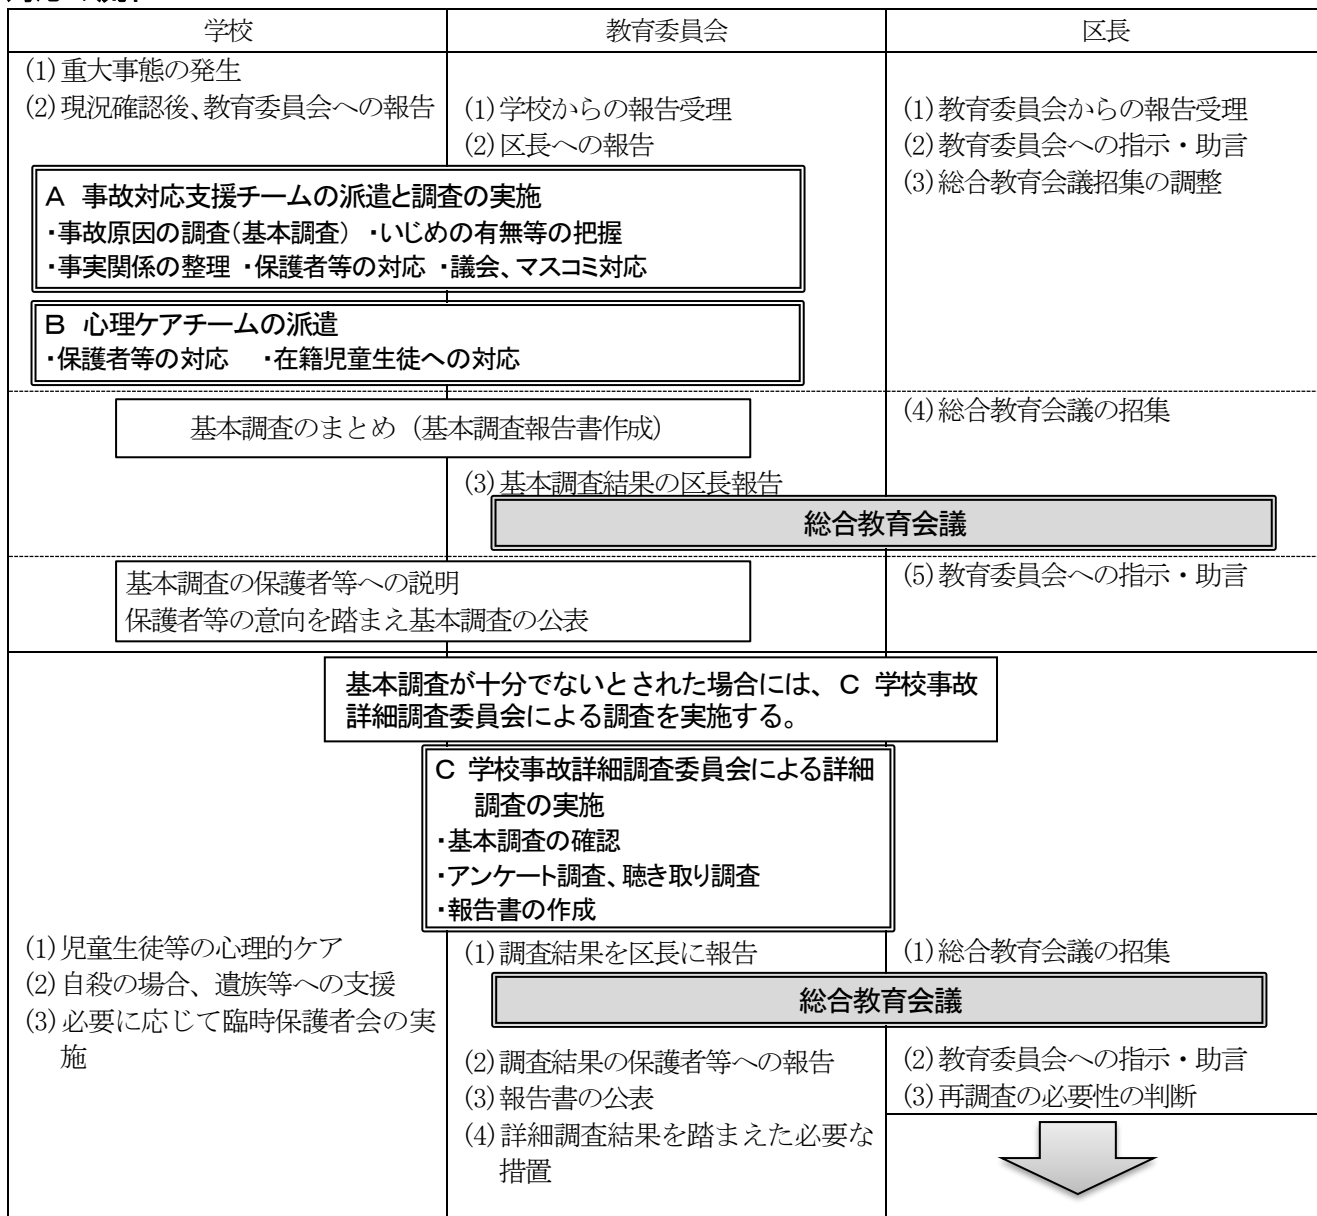 学校
教育委員会
区長
(1)重大事態の発生
(2)現況確認後、教育委員会への報告
(1)学校からの報告受理
(2)区長への報告
(1)教育委員会からの報告受理
(2)教育委員会への指示・助言
(3)総合教育会議招集の調整
A 事故対応支援チームの派遣と調査の実施
・事故原因の調査(基本調査) ・いじめの有無等の把握
・事実関係の整理 ・保護者等の対応 ・議会、マスコミ対応
B 心理ケアチームの派遣
・保護者等の対応 ・在籍児童生徒への対応
基本調査のまとめ(基本調査報告書作成)
(4)総合教育会議の招集
(3)基本調査結果の区長報告
総合教育会議
基本調査の保護者等への説明
保護者等の意向を踏まえ基本調査の公表
(5)教育委員会への指示・助言
基本調査が十分でないとされた場合には、C 学校事故
詳細調査委員会による調査を実施する。
C 学校事故詳細調査委員会による詳細
調査の実施
・基本調査の確認
・アンケート調査、聴き取り調査
・報告書の作成
(1)児童生徒等の心理的ケア
(2)自殺の場合、遺族等への支援
(3)必要に応じて臨時保護者会の実
施
(1)調査結果を区長に報告
(1)総合教育会議の招集
総合教育会議
(2)調査結果の保護者等への報告
(3)報告書の公表
(4)詳細調査結果を踏まえた必要な
措置
(2)教育委員会への指示・助言
(3)再調査の必要性の判断